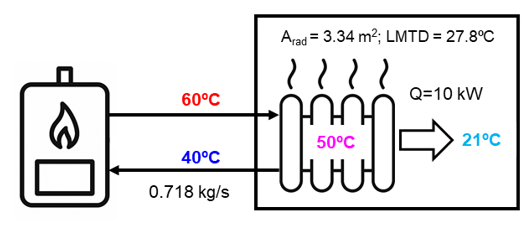 A_rad = 3.34 m²; LMTD = 27.8ºC
60ºC
Q=10 kW
50ºC
21ºC
40ºC
0.718 kg/s